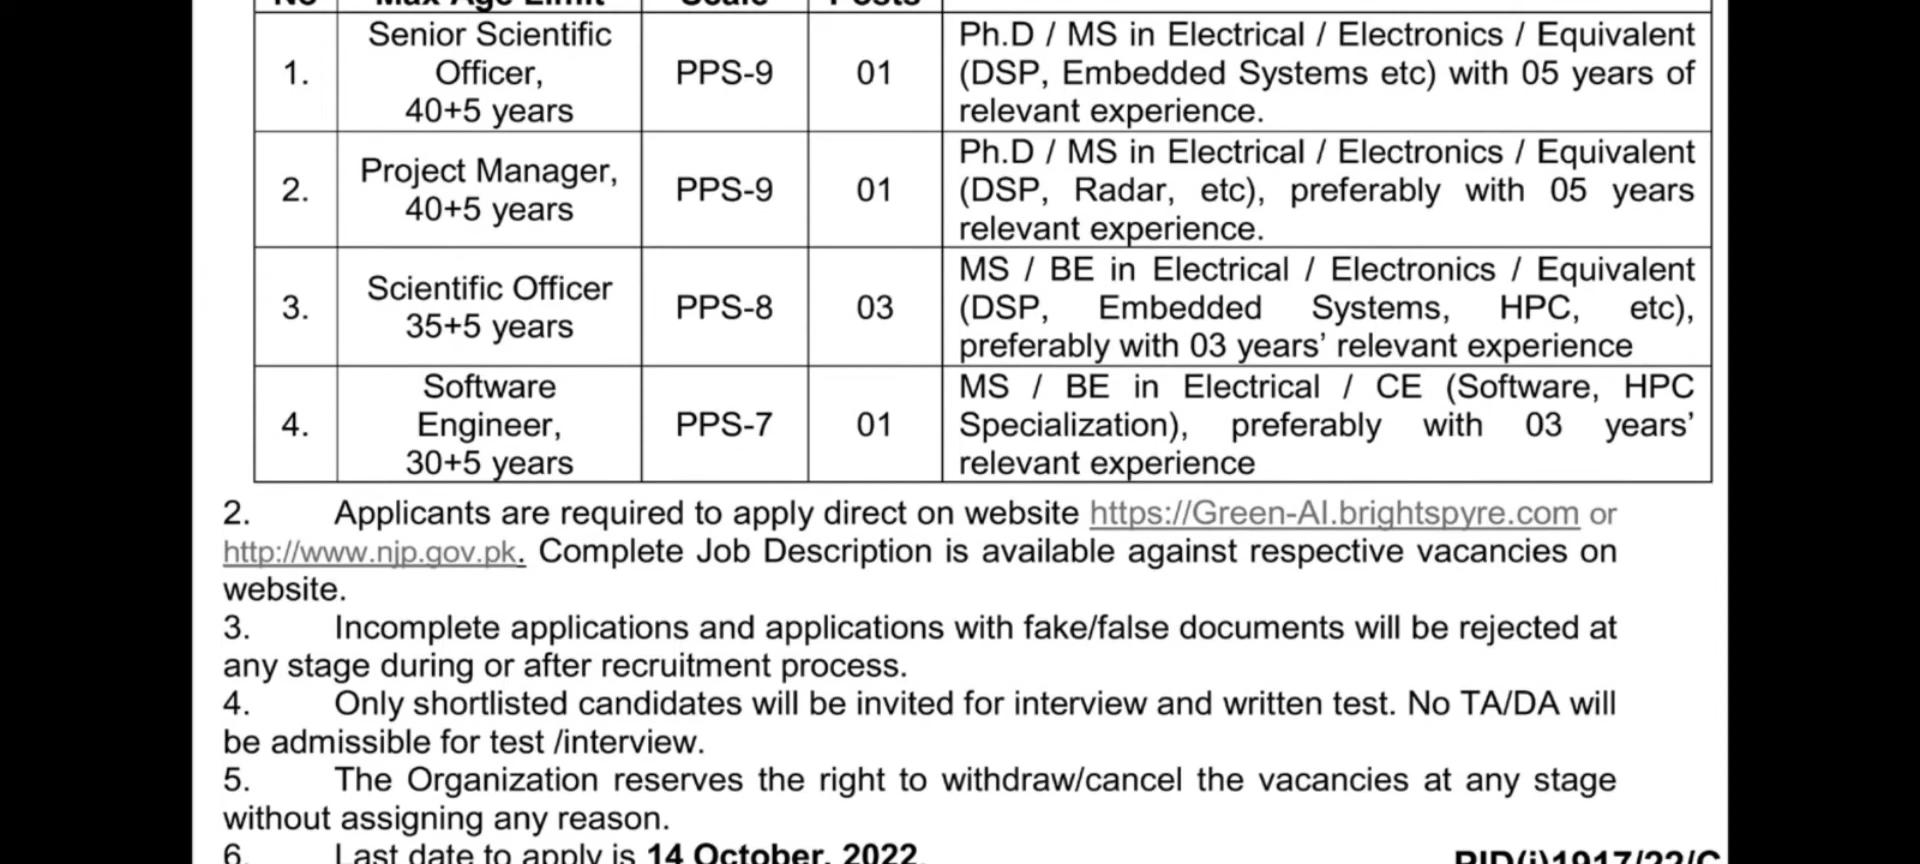 No Max Age Limit Scale Posts
Senior Scientific
Officer,
40+5 years
1. PPS-9 01
Ph.D / MS in Electrical / Electronics / Equivalent
(DSP, Embedded Systems etc) with 05 years of
relevant experience.
Project Manager,
40+5 years
2. PPS-9 01
Ph.D / MS in Electrical / Electronics / Equivalent
(DSP, Radar, etc), preferably with 05 years
relevant experience.
Scientific Officer
35+5 years
3. PPS-8 03
MS / BE in Electrical / Electronics / Equivalent
(DSP, Embedded Systems, HPC, etc),
preferably with 03 years’ relevant experience
Software
Engineer,
30+5 years
4. PPS-7 01
MS / BE in Electrical / CE (Software, HPC
Specialization), preferably with 03 years’
relevant experience
2. Applicants are required to apply direct on website https://Green-AI.brightspyre.com or
http://www.njp.gov.pk. Complete Job Description is available against respective vacancies on
website.
3. Incomplete applications and applications with fake/false documents will be rejected at
any stage during or after recruitment process.
4. Only shortlisted candidates will be invited for interview and written test. No TA/DA will
be admissible for test /interview.
5. The Organization reserves the right to withdraw/cancel the vacancies at any stage
without assigning any reason.
6. Last date to apply is 14 October, 2022.
PID(i)1917/22/C